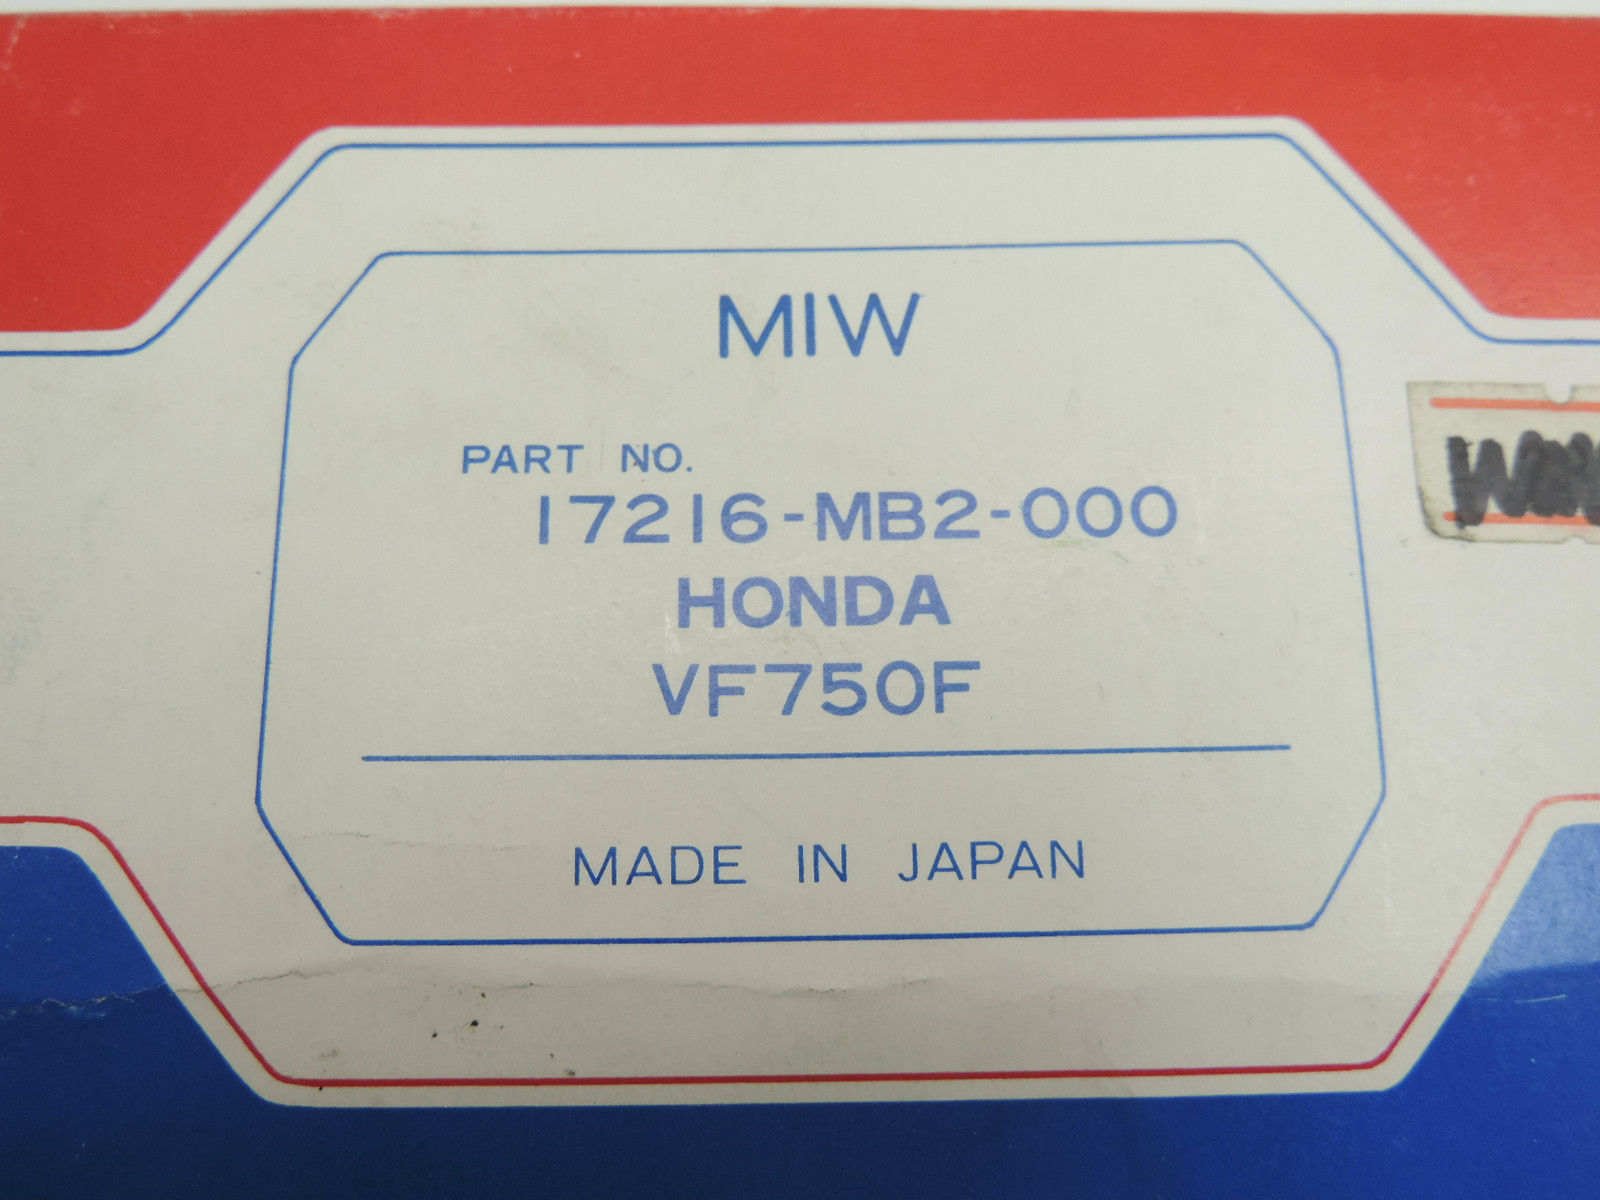 MIW
PART NO.
17216-MB2-000
HONDA
VF750F
MADE IN JAPAN